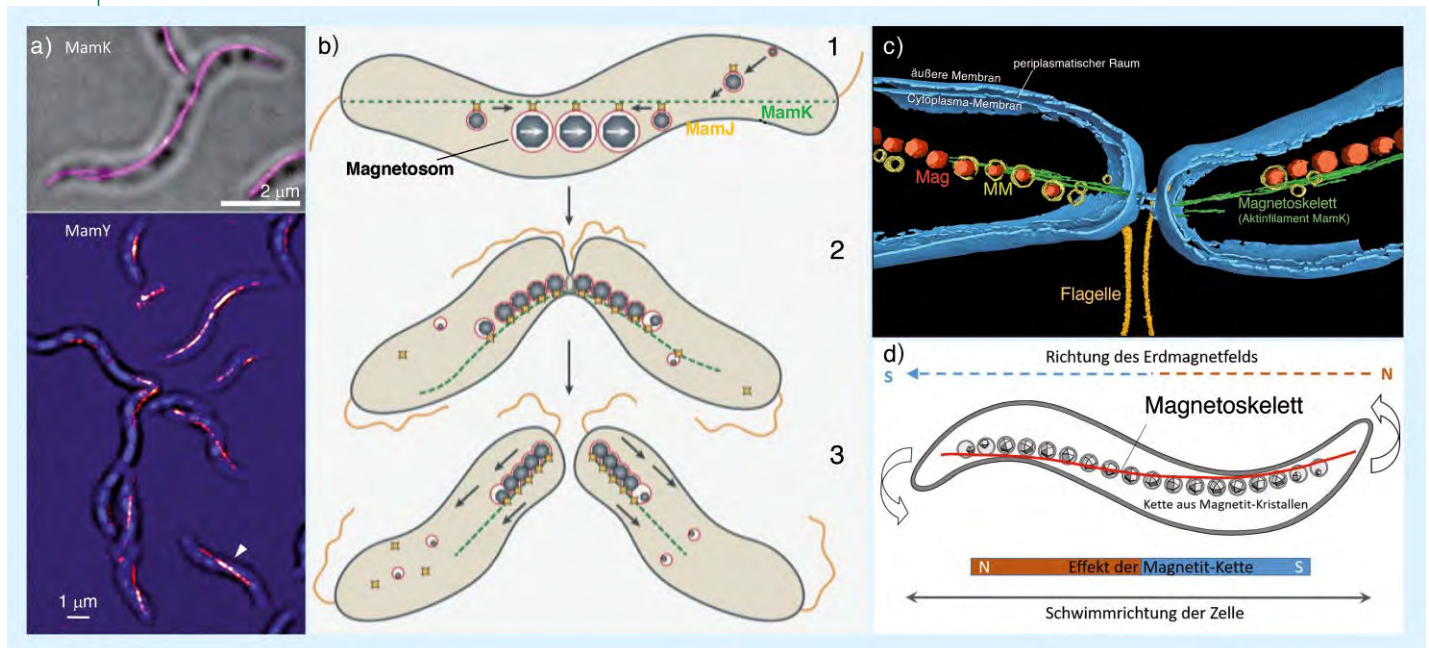 a)
MamK
2 μm
MamY
1 μm
b)
1
MamK
MamJ
Magnetosom
2
3
c)
periplasmatischer Raum
äußere Membran
Cytoplasma-Membran
Mag
MM
Magnetoskelett
(Aktinfilament MamK)
Flagelle
d)
Richtung des Erdmagnetfelds
S
N
Magnetoskelett
Kette aus Magnetit-Kristallen
N Effekt der Magnetit-Kette S
Schwimmrichtung der Zelle